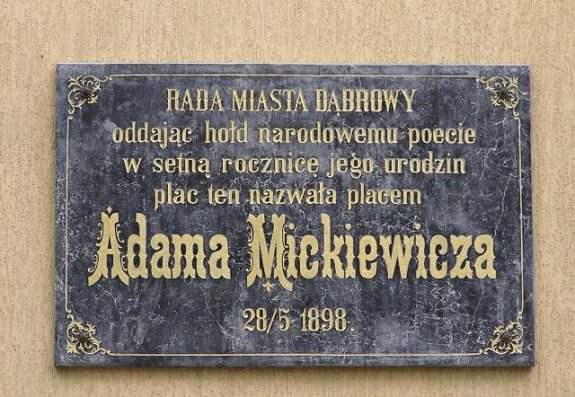 RADA MIASTA DĄBROWY
oddając hołd narodowemu poecie
w setną rocznicę jego urodzin
plac ten nazwała placem
Adama Mickiewicza
28/5 1898.